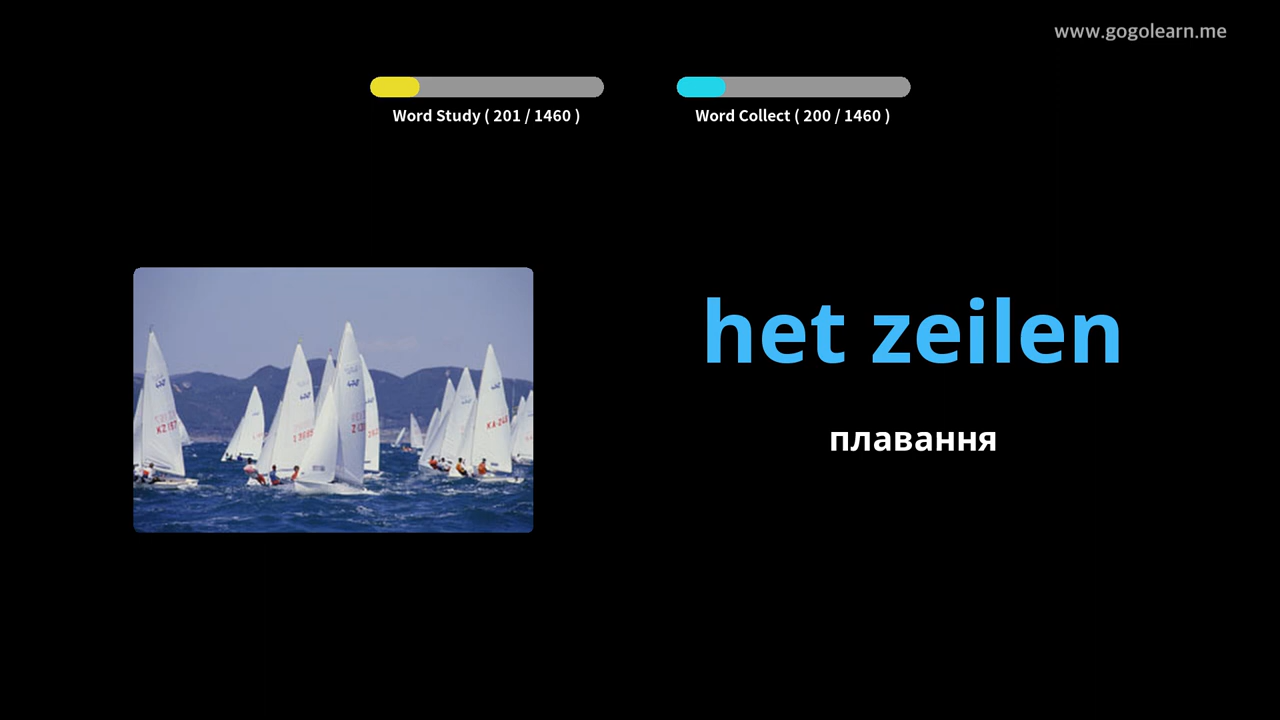 www.gogolearn.me
Word Study ( 201 / 1460 )
Word Collect ( 200 / 1460 )
het zeilen
плавання